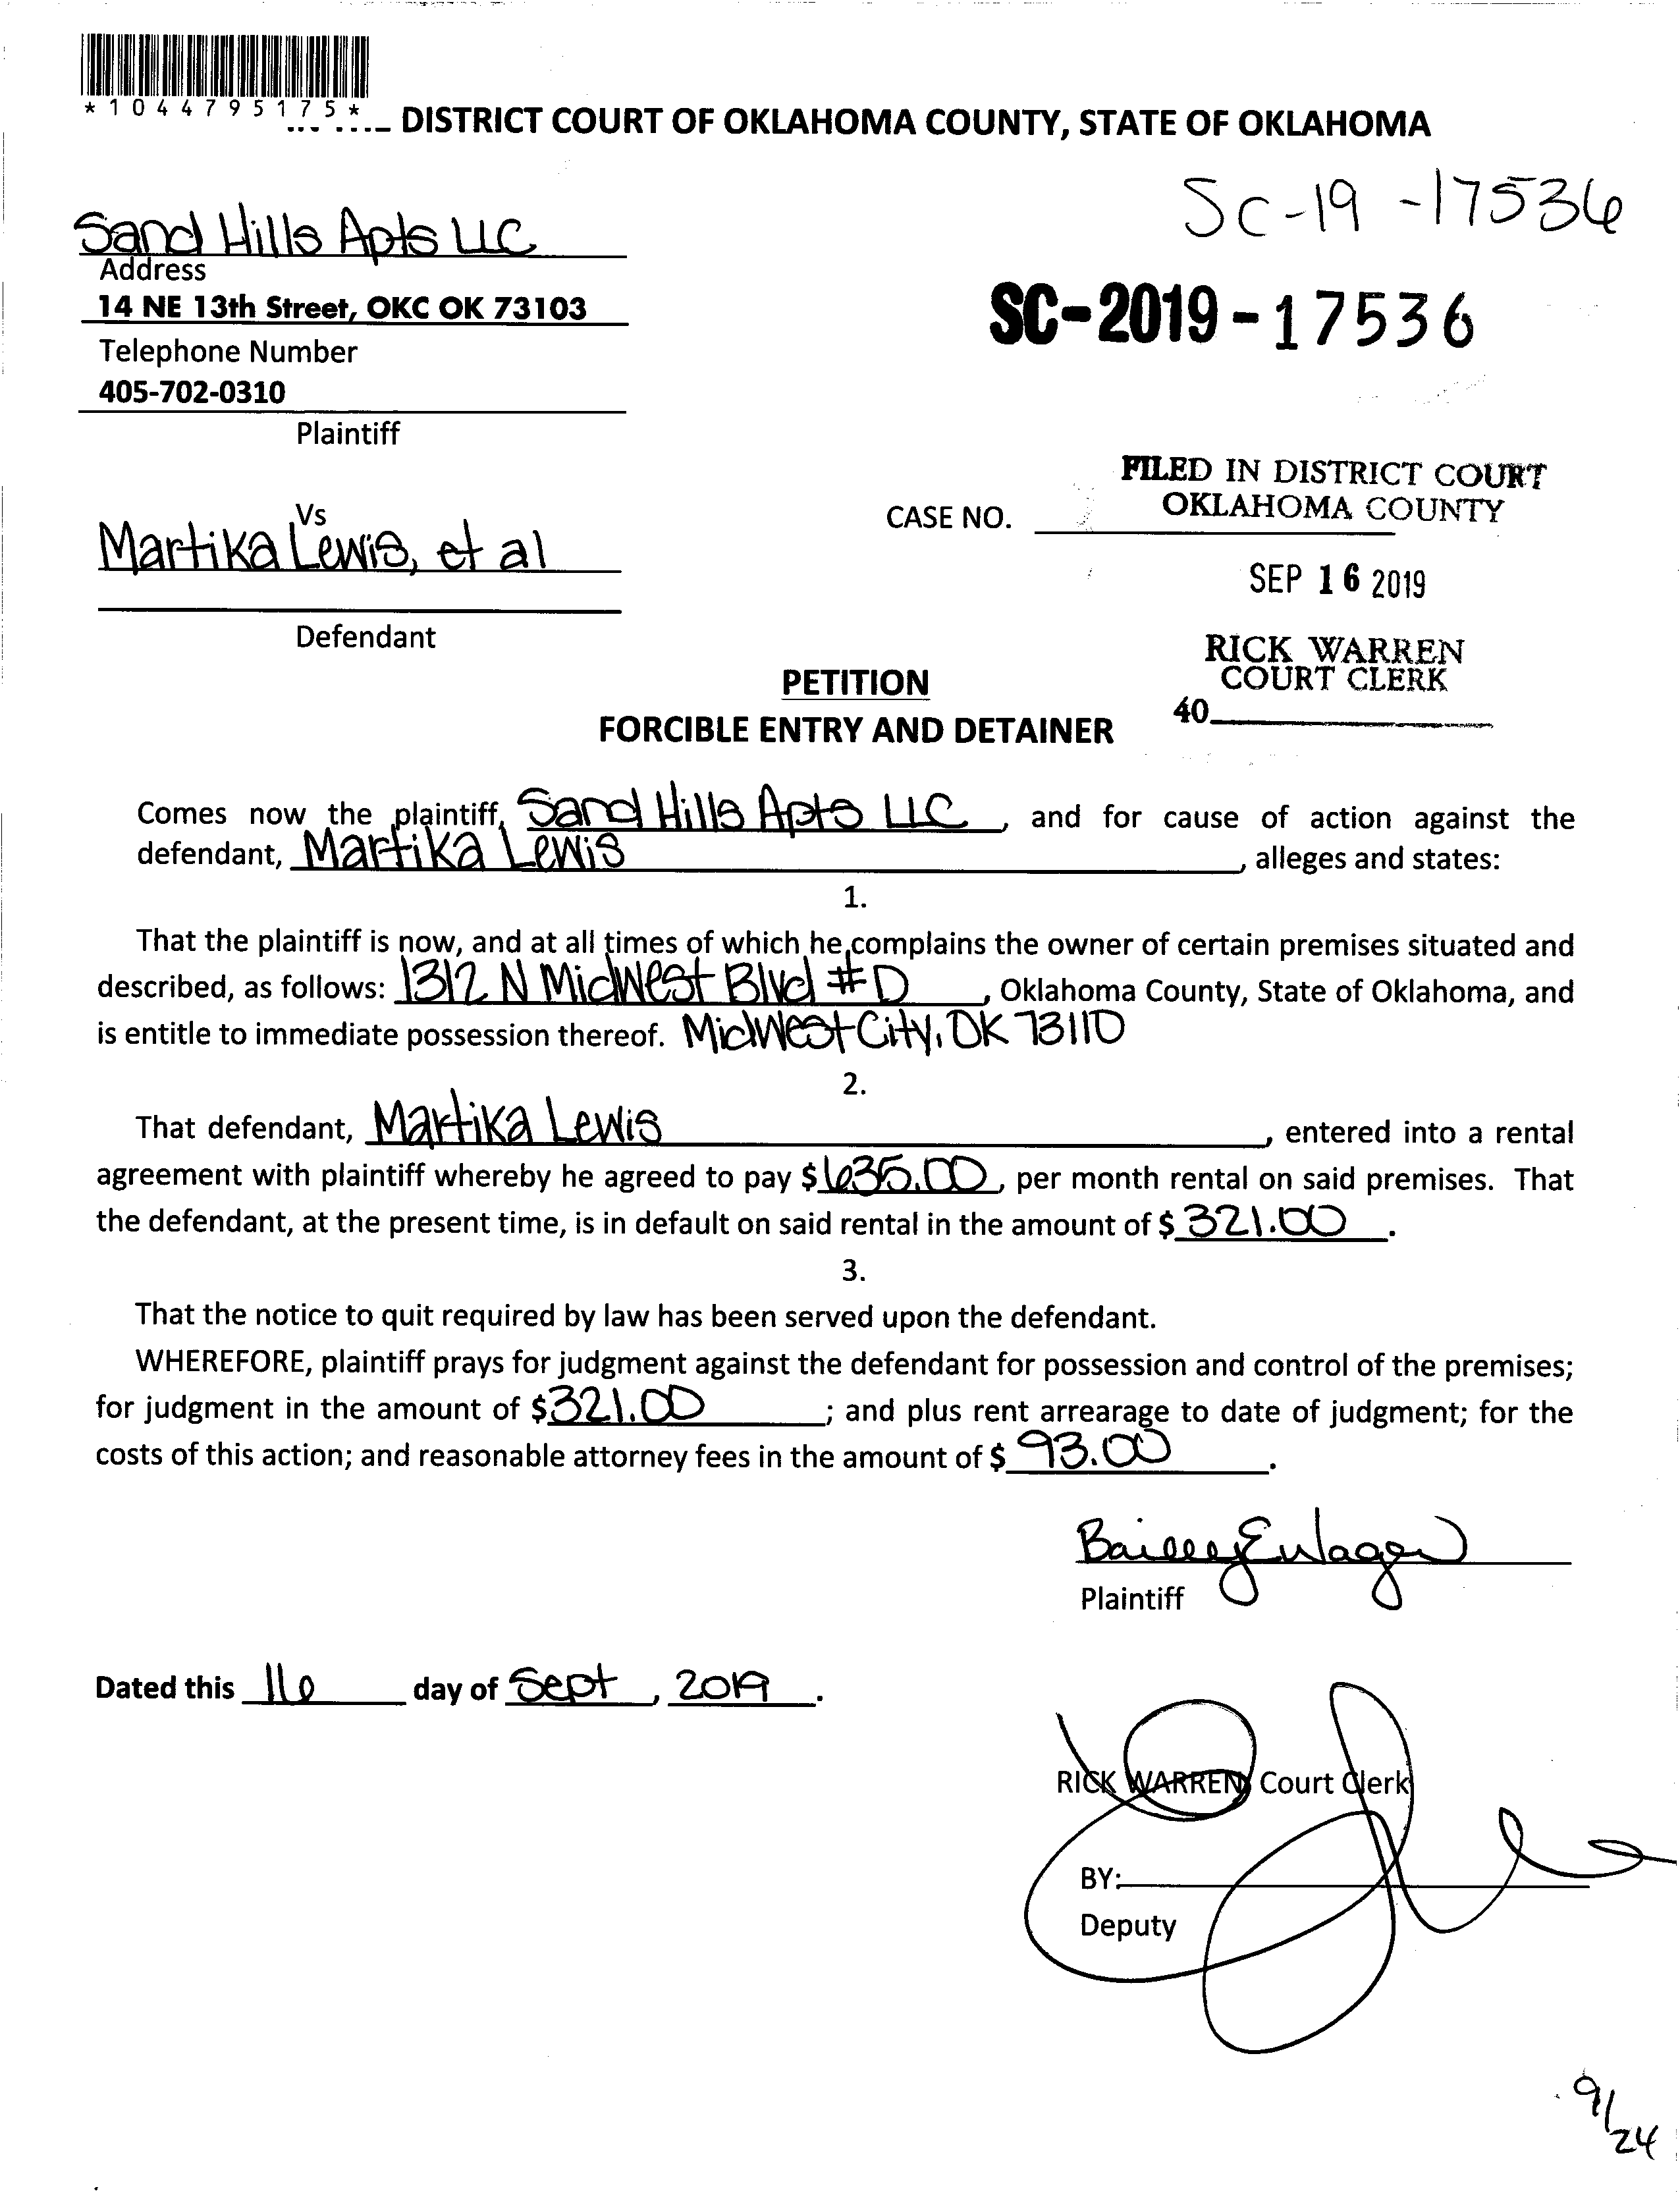 *1044795175*
DISTRICT COURT OF OKLAHOMA COUNTY, STATE OF OKLAHOMA
SC-19-17536
Sand Hills Apts LLC
Address
14 NE 13th Street, OKC OK 73103
SC-2019-17536
Telephone Number
405-702-0310
Plaintiff
FILED IN DISTRICT COURT
OKLAHOMA COUNTY
Vs
CASE NO.
Martika Lewis, et al
SEP 16 2019
Defendant
RICK WARREN
COURT CLERK
40
PETITION
FORCIBLE ENTRY AND DETAINER
Comes now the plaintiff, Sand Hills Apts LLC, and for cause of action against the
defendant, Martika Lewis, alleges and states:
1.
That the plaintiff is now, and at all times of which he complains the owner of certain premises situated and
described, as follows: 1312 N Midwest Blvd #D, Oklahoma County, State of Oklahoma, and
is entitle to immediate possession thereof. Midwest City, OK 73110
2.
That defendant, Martika Lewis, entered into a rental
agreement with plaintiff whereby he agreed to pay $635.00, per month rental on said premises. That
the defendant, at the present time, is in default on said rental in the amount of $321.00.
3.
That the notice to quit required by law has been served upon the defendant.
WHEREFORE, plaintiff prays for judgment against the defendant for possession and control of the premises;
for judgment in the amount of $321.00; and plus rent arrearage to date of judgment; for the
costs of this action; and reasonable attorney fees in the amount of $93.00.
Plaintiff
Dated this 16 day of Sept, 2019.
RICK WARREN, Court Clerk
BY:
Deputy
9/24